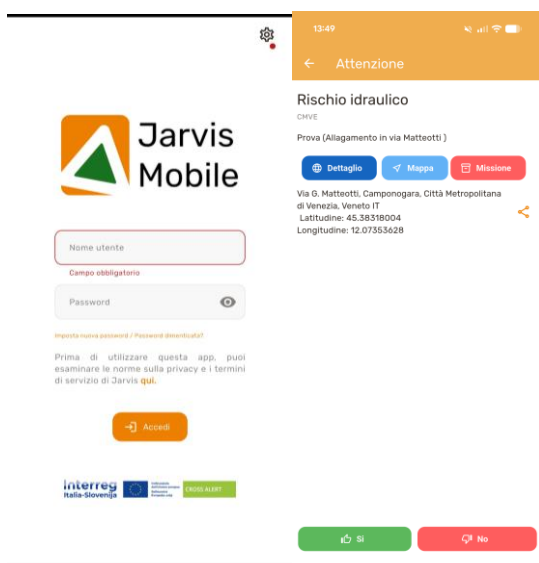 Jarvis
Mobile
Nome utente
Campo obbligatorio
Password
Imposta nuova password / Password dimenticata?
Prima di utilizzare questa app, puoi
esaminare le norme sulla privacy e i termini
di servizio di Jarvis qui.
Accedi
Interreg
Italia-Slovenija
CROSS ALERT
13:49
Attenzione
Rischio idraulico
CMVE
Prova (Allagamento in via Matteotti )
Dettaglio
Mappa
Missione
Via G. Matteotti, Camponogara, Città Metropolitana
di Venezia, Veneto IT
Latitudine: 45.38318004
Longitudine: 12.07353628
Si
No